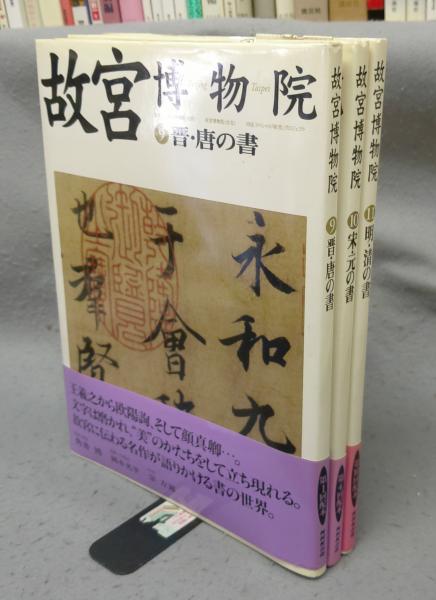 故宮博物院
Taipei
9 晋・唐の書
永和九
于會
也羣賢
王羲之から欧陽詢、そして顔真卿…。
文字は磨かれ、“美”のかたちをして立ち現れる。
故宮に伝わる名作が語りかける書の世界。
故宮博物院
9 晋・唐の書
故宮博物院
10 宋・元の書
故宮博物院
11 明・清の書